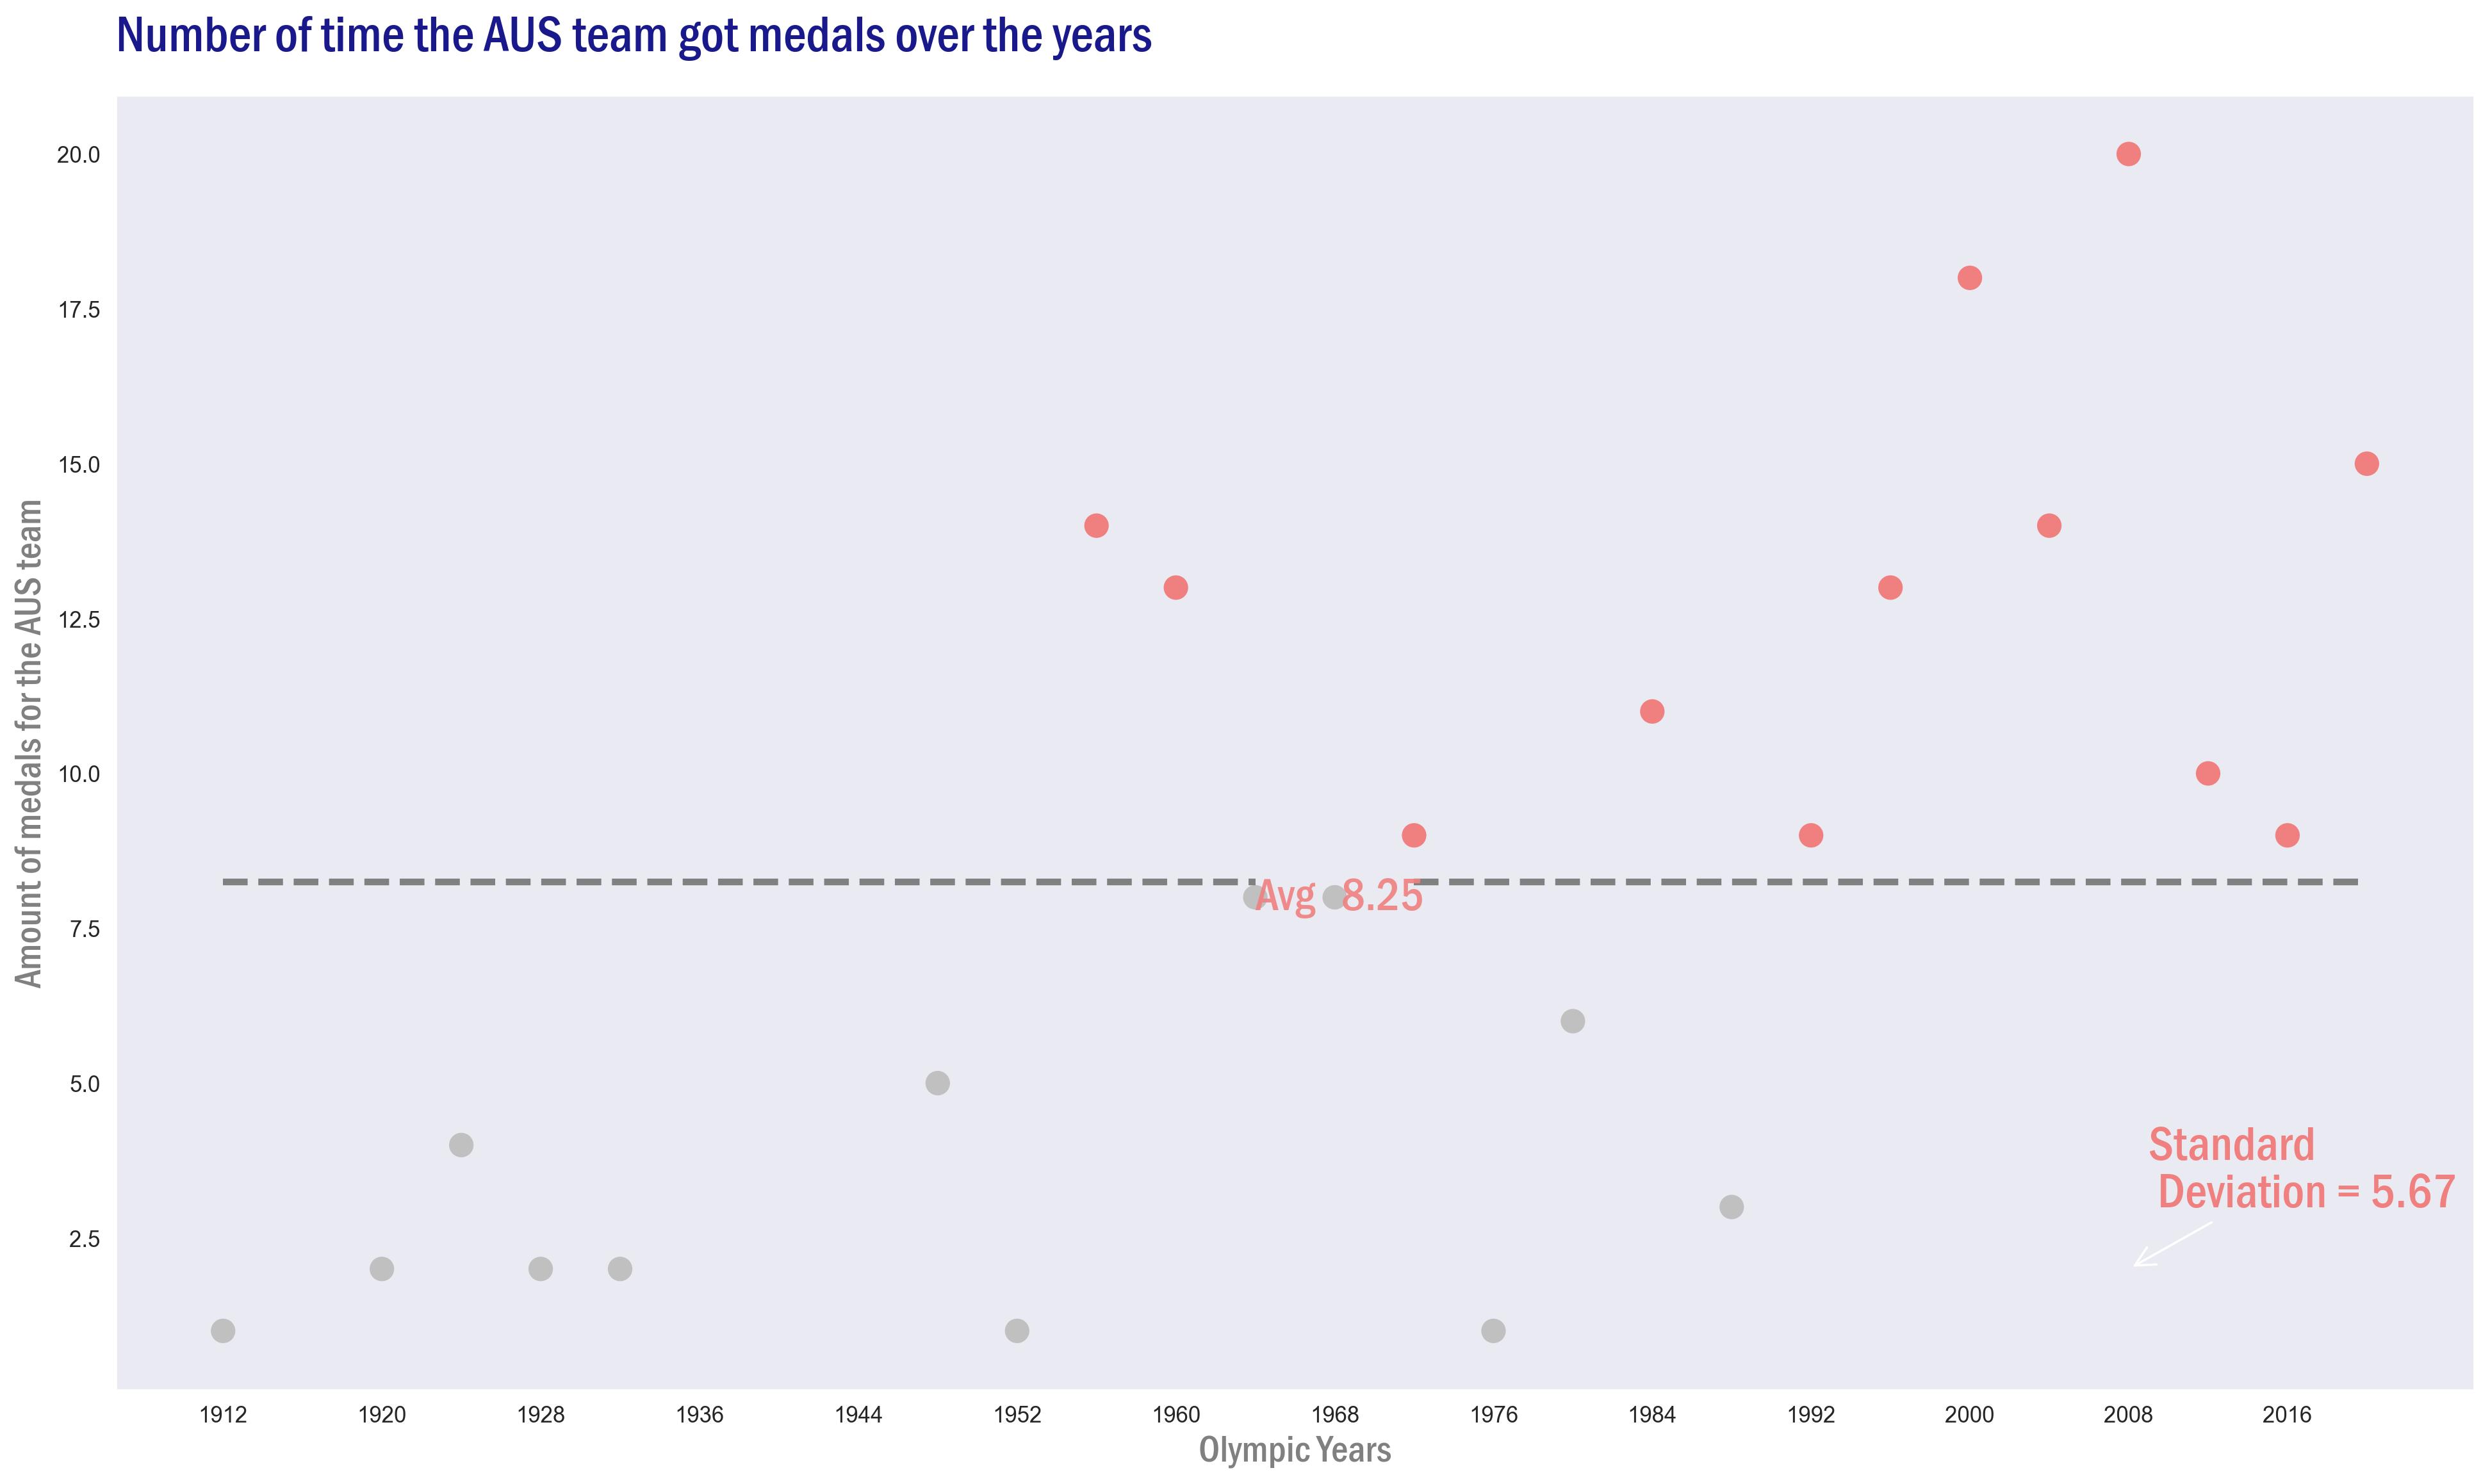 Number of time the AUS team got medals over the years
Amount of medals for the AUS team
20.0
17.5
15.0
12.5
10.0
7.5
5.0
2.5
Avg 8.25
Standard
Deviation = 5.67
1912 1920 1928 1936 1944 1952 1960 1968 1976 1984 1992 2000 2008 2016
Olympic Years